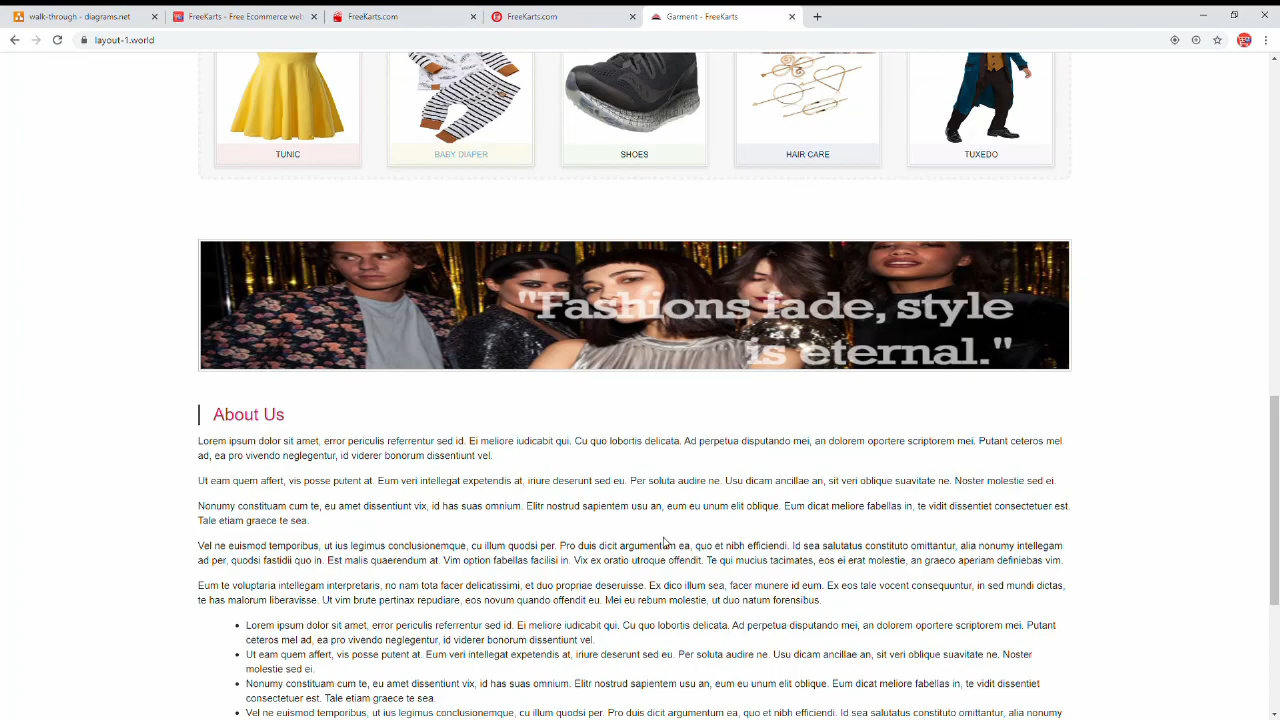 walk-through - diagrams.net
FreeKarts - Free Ecommerce web
FreeKarts.com
FreeKarts.com
Garment - FreeKarts
layout-1.world
TUNIC
BABY DIAPER
SHOES
HAIR CARE
TUXEDO
"Fashions fade, style
is eternal."
About Us
Lorem ipsum dolor sit amet, error periculis referrentur sed id. Ei meliore iudicabit qui. Cu quo lobortis delicata. Ad perpetua disputando mei, an dolorem oportere scriptorem mei. Putant ceteros mel
ad, ea pro vivendo neglegentur, id viderer bonorum dissentiunt vel.
Ut eam quem affert, vis posse putent at. Eum veri intellegat expetendis at, iriure deserunt sed eu. Per soluta audire ne. Usu dicam ancillae an, sit veri oblique suavitate ne. Noster molestie sed ei.
Nonumy constituam cum te, eu amet dissentiunt vix, id has suas omnium. Elitr nostrud sapientem usu an, eum eu unum elit oblique. Eum dicat meliore fabellas in, te vidit dissentiet consectetuer est.
Tale etiam graece te sea.
Vel ne euismod temporibus, ut ius legimus conclusionemque, cu illum quodsi per. Pro duis dicit argumentum ea, quo et nibh efficiendi. Id sea salutatus constituto omittantur, alia nonumy intellegam
ad per, quodsi fastidii quo in. Est malis quaerendum at. Vim option fabellas facilisi in. Vix ex oratio utroque offendit. Te qui mucius tacimates, eos ei erat molestie, an graeco aperiam definiebas vim.
Eum te voluptaria intellegam interpretaris, no nam tota facer delicatissimi, et duo propriae deseruisse. Ex dico illum sea, facer munere id eum. Ex eos tale vocent consequuntur, in sed mundi dictas,
te has malorum liberavisse. Ut vim brute pertinax repudiare, eos novum quando offendit eu. Mei eu rebum molestie, ut duo natum forensibus.
• Lorem ipsum dolor sit amet, error periculis referrentur sed id. Ei meliore iudicabit qui. Cu quo lobortis delicata. Ad perpetua disputando mei, an dolorem oportere scriptorem mei. Putant
ceteros mel ad, ea pro vivendo neglegentur, id viderer bonorum dissentiunt vel.
• Ut eam quem affert, vis posse putent at. Eum veri intellegat expetendis at, iriure deserunt sed eu. Per soluta audire ne. Usu dicam ancillae an, sit veri oblique suavitate ne. Noster
molestie sed ei.
• Nonumy constituam cum te, eu amet dissentiunt vix, id has suas omnium. Elitr nostrud sapientem usu an, eum eu unum elit oblique. Eum dicat meliore fabellas in, te vidit dissentiet
consectetuer est. Tale etiam graece te sea.
• Vel ne euismod temporibus, ut ius legimus conclusionemque, cu illum quodsi per. Pro duis dicit argumentum ea, quo et nibh efficiendi. Id sea salutatus constituto omittantur, alia nonumy